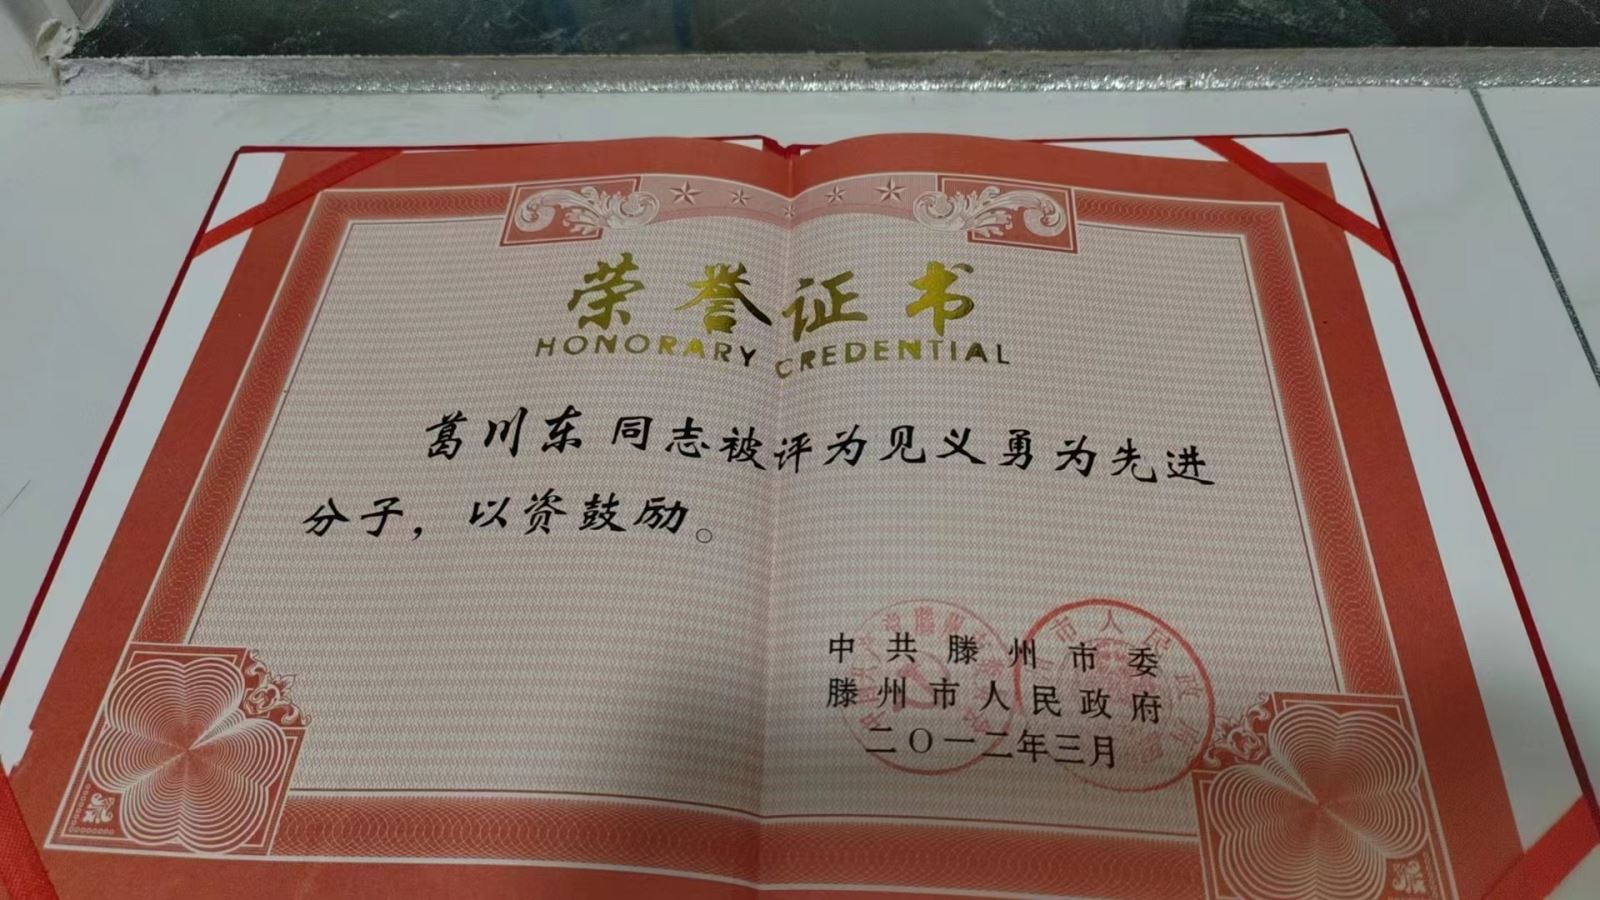 荣誉证书
HONORARY CREDENTIAL
葛川东同志被评为见义勇为先进
分子，以资鼓励。
中共滕州市委
滕州市人民政府
二〇一二年三月